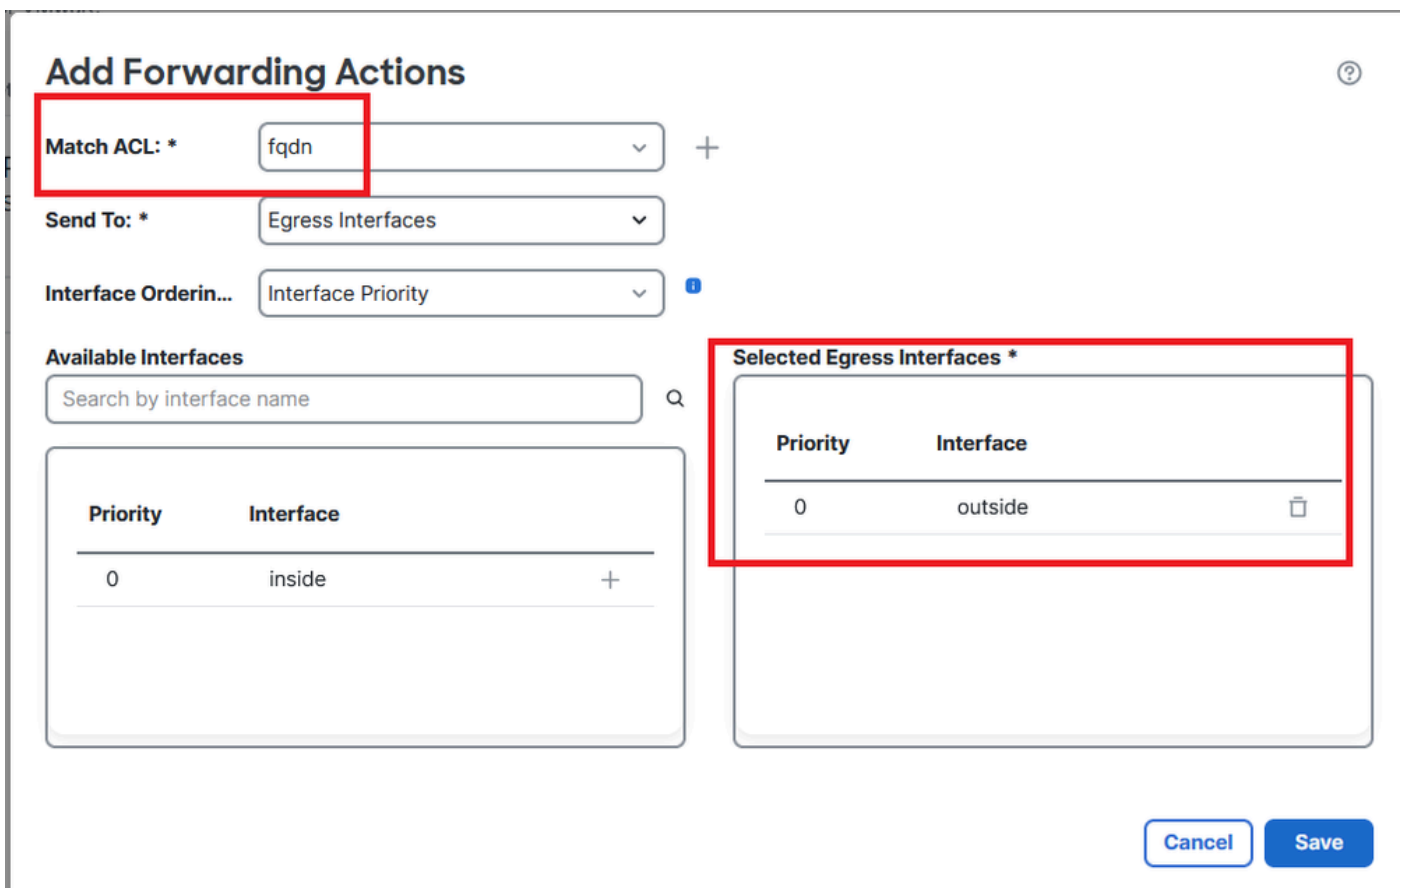 Add Forwarding Actions
Match ACL: * fqdn
Send To: * Egress Interfaces
Interface Orderin... Interface Priority
Available Interfaces
Search by interface name
Priority Interface
0 inside
Selected Egress Interfaces *
Priority Interface
0 outside
Cancel Save